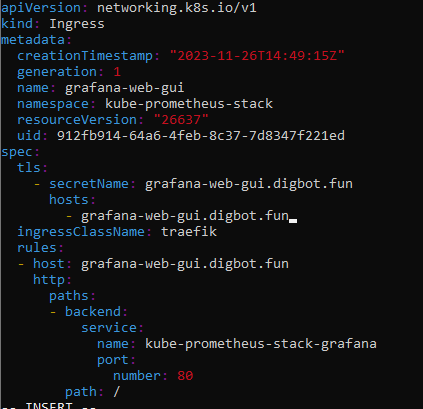 apiVersion: networking.k8s.io/v1
kind: Ingress
metadata:
  creationTimestamp: "2023-11-26T14:49:15Z"
  generation: 1
  name: grafana-web-gui
  namespace: kube-prometheus-stack
  resourceVersion: "26637"
  uid: 912fb914-64a6-4feb-8c37-7d8347f221ed
spec:
  tls:
    - secretName: grafana-web-gui.digbot.fun
      hosts:
        - grafana-web-gui.digbot.fun
  ingressClassName: traefik
  rules:
  - host: grafana-web-gui.digbot.fun
    http:
      paths:
      - backend:
          service:
            name: kube-prometheus-stack-grafana
            port:
              number: 80
        path: /
-- INSERT --